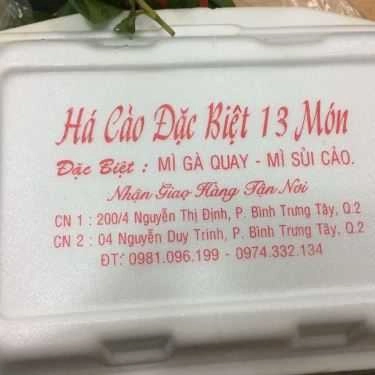 Há Cảo Đặc Biệt 13 Món
Đặc Biệt : MÌ GÀ QUAY - MÌ SỦI CẢO.
Nhận Giao Hàng Tận Nơi
CN 1 : 200/4 Nguyễn Thị Định, P. Bình Trưng Tây, Q.2
CN 2 : 04 Nguyễn Duy Trinh, P. Bình Trưng Tây, Q.2
ĐT: 0981.096.199 - 0974.332.134